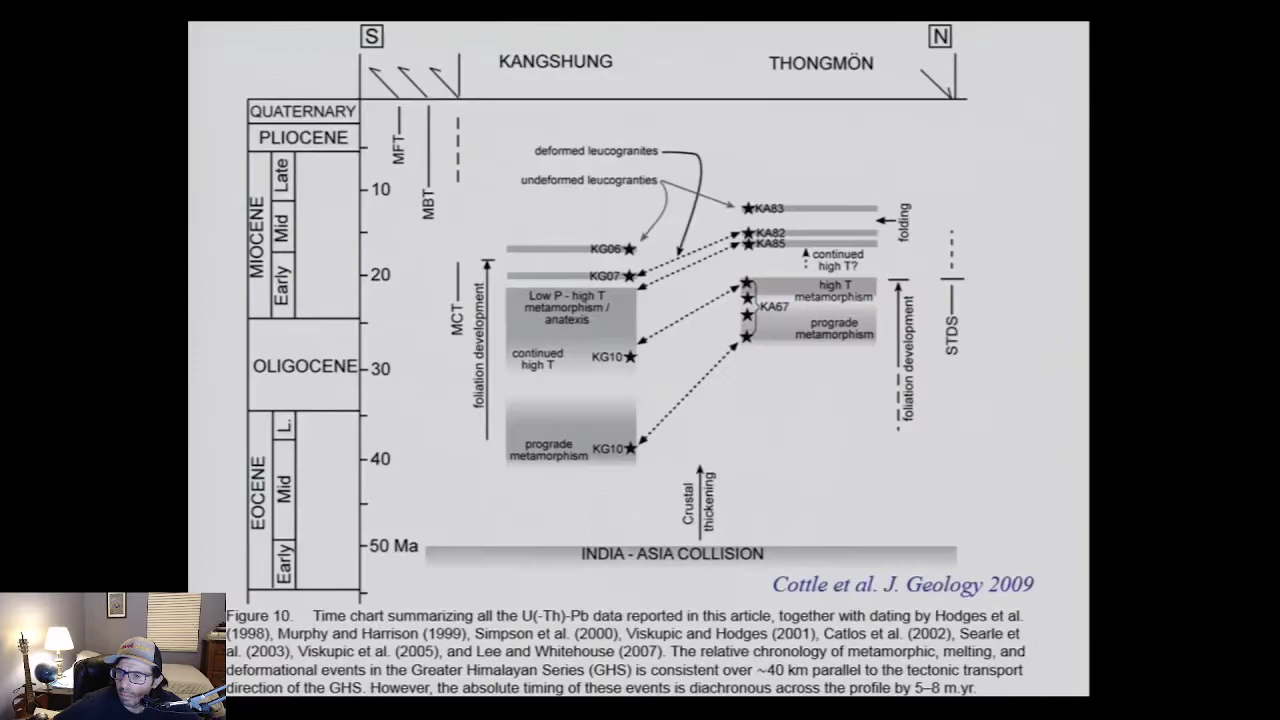 S
N
KANGSHUNG
THONGMÖN
QUATERNARY
PLIOCENE
MIOCENE
Late
Mid
Early
OLIGOCENE
EOCENE
L.
Mid
Early
10
20
30
40
50 Ma
MFT
MBT
MCT
STDS
deformed leucogranites
undeformed leucogranties
KG06
KG07
Low P - high T
metamorphism /
anatexis
continued
high T
KG10
prograde
metamorphism
KG10
foliation development
KA83
KA82
KA85
continued
high T?
high T
metamorphism
KA67
prograde
metamorphism
folding
foliation development
Crustal
thickening
INDIA - ASIA COLLISION
Cottle et al. J. Geology 2009
Figure 10. Time chart summarizing all the U(-Th)-Pb data reported in this article, together with dating by Hodges et al.
(1998), Murphy and Harrison (1999), Simpson et al. (2000), Viskupic and Hodges (2001), Catlos et al. (2002), Searle et
al. (2003), Viskupic et al. (2005), and Lee and Whitehouse (2007). The relative chronology of metamorphic, melting, and
deformational events in the Greater Himalayan Series (GHS) is consistent over ~40 km parallel to the tectonic transport
direction of the GHS. However, the absolute timing of these events is diachronous across the profile by 5–8 m.yr.